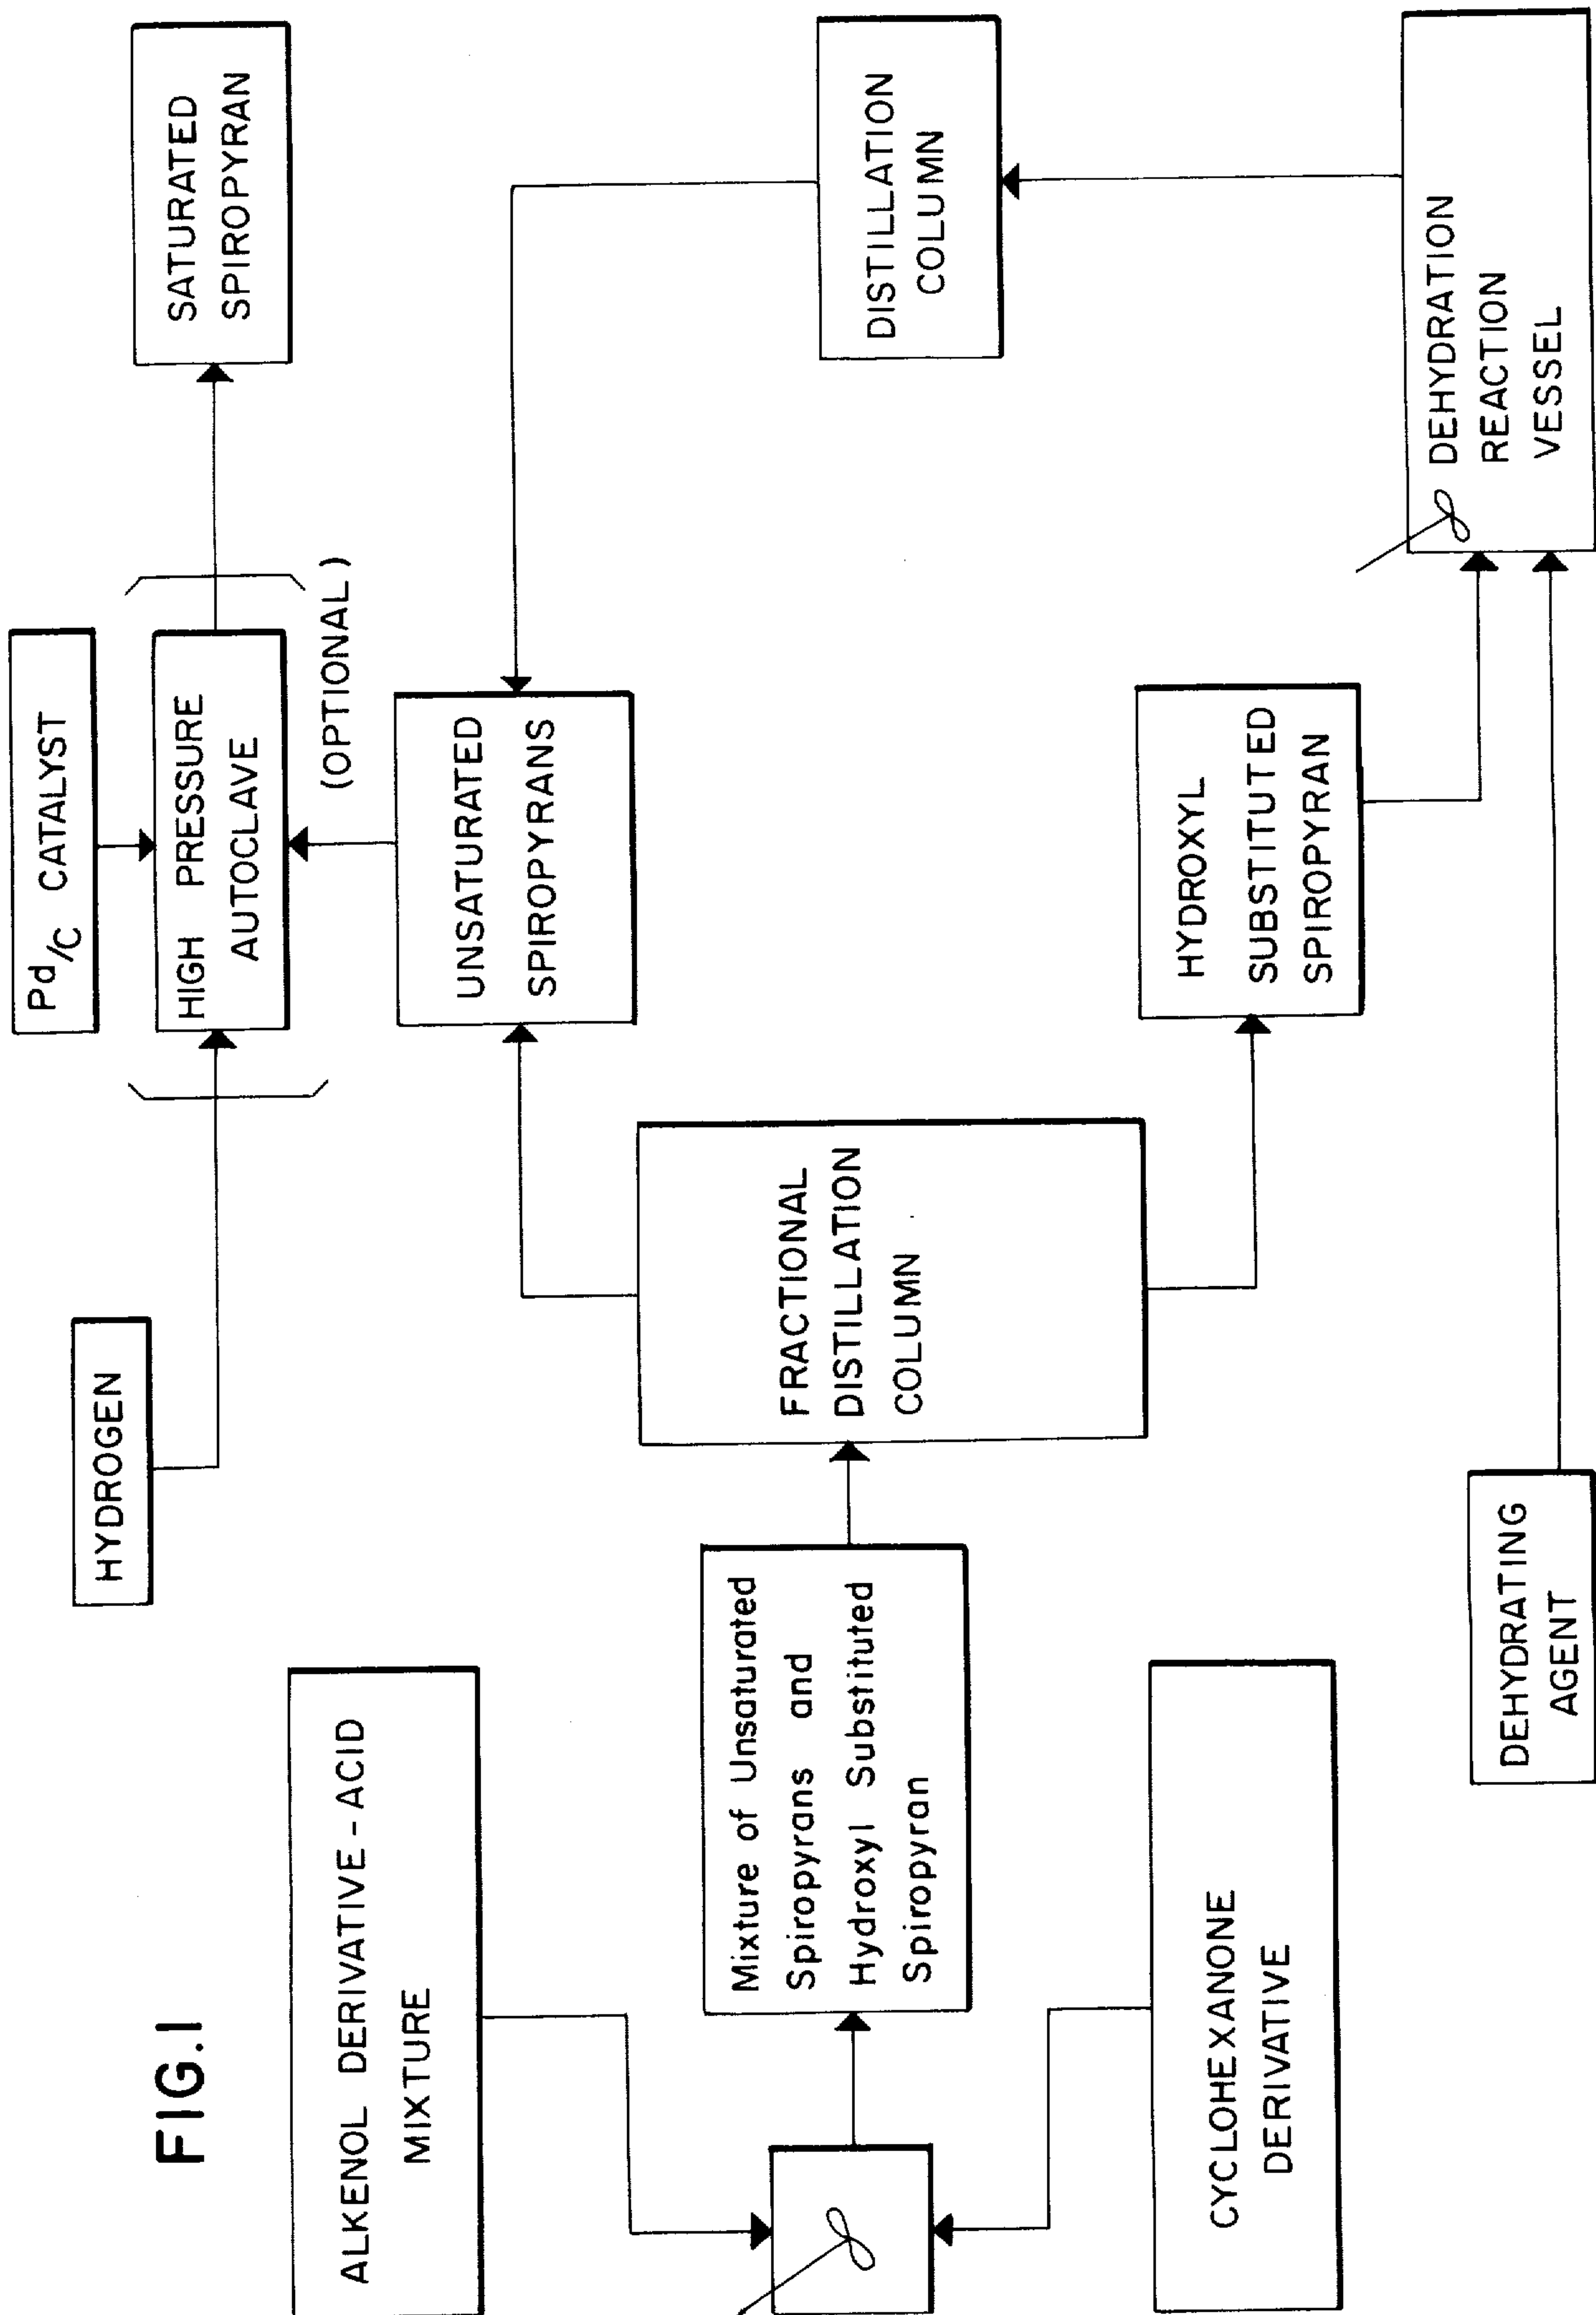 FIG.1
HYDROGEN
Pd/C CATALYST
HIGH PRESSURE
AUTOCLAVE
(OPTIONAL)
SATURATED
SPIROPYRAN
ALKENOL DERIVATIVE-ACID
MIXTURE
UNSATURATED
SPIROPYRANS
Mixture of Unsaturated
Spiropyrans and
Hydroxyl Substituted
Spiropyran
FRACTIONAL
DISTILLATION
COLUMN
DISTILLATION
COLUMN
CYCLOHEXANONE
DERIVATIVE
HYDROXYL
SUBSTITUTED
SPIROPYRAN
DEHYDRATING
AGENT
DEHYDRATION
REACTION
VESSEL